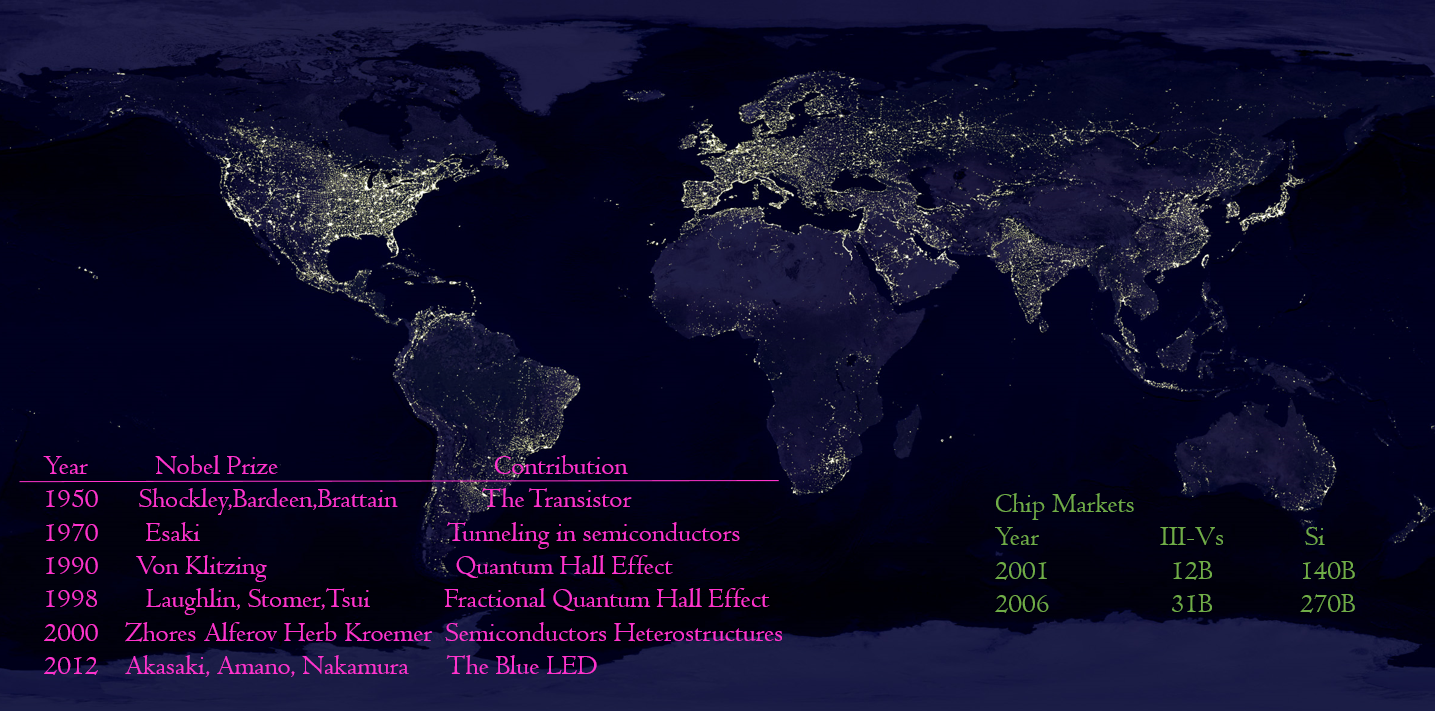 Year Nobel Prize Contribution
1950 Shockley,Bardeen,Brattain The Transistor
1970 Esaki Tunneling in semiconductors
1990 Von Klitzing Quantum Hall Effect
1998 Laughlin, Stomer,Tsui Fractional Quantum Hall Effect
2000 Zhores Alferov Herb Kroemer Semiconductors Heterostructures
2012 Akasaki, Amano, Nakamura The Blue LED
Chip Markets
Year III-Vs Si
2001 12B 140B
2006 31B 270B